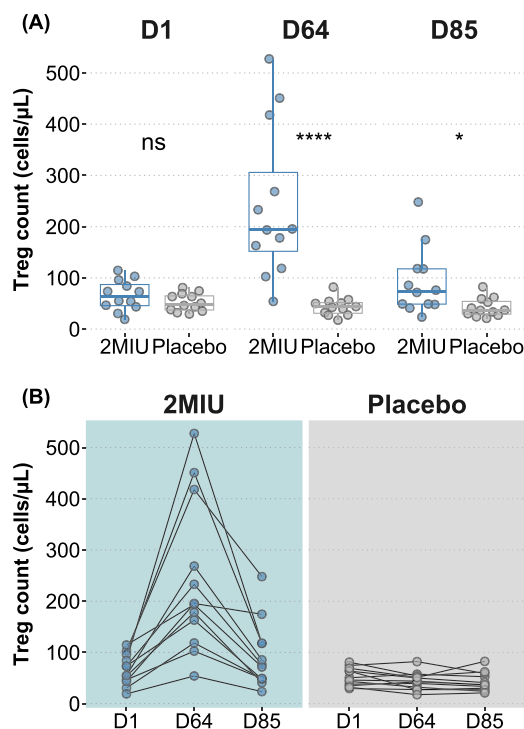 (A)
D1 D64 D85
Treg count (cells/μL)
500
400
300
200
100
0
ns **** *
2MIU Placebo 2MIU Placebo 2MIU Placebo
(B)
2MIU Placebo
Treg count (cells/μL)
500
400
300
200
100
0
D1 D64 D85 D1 D64 D85